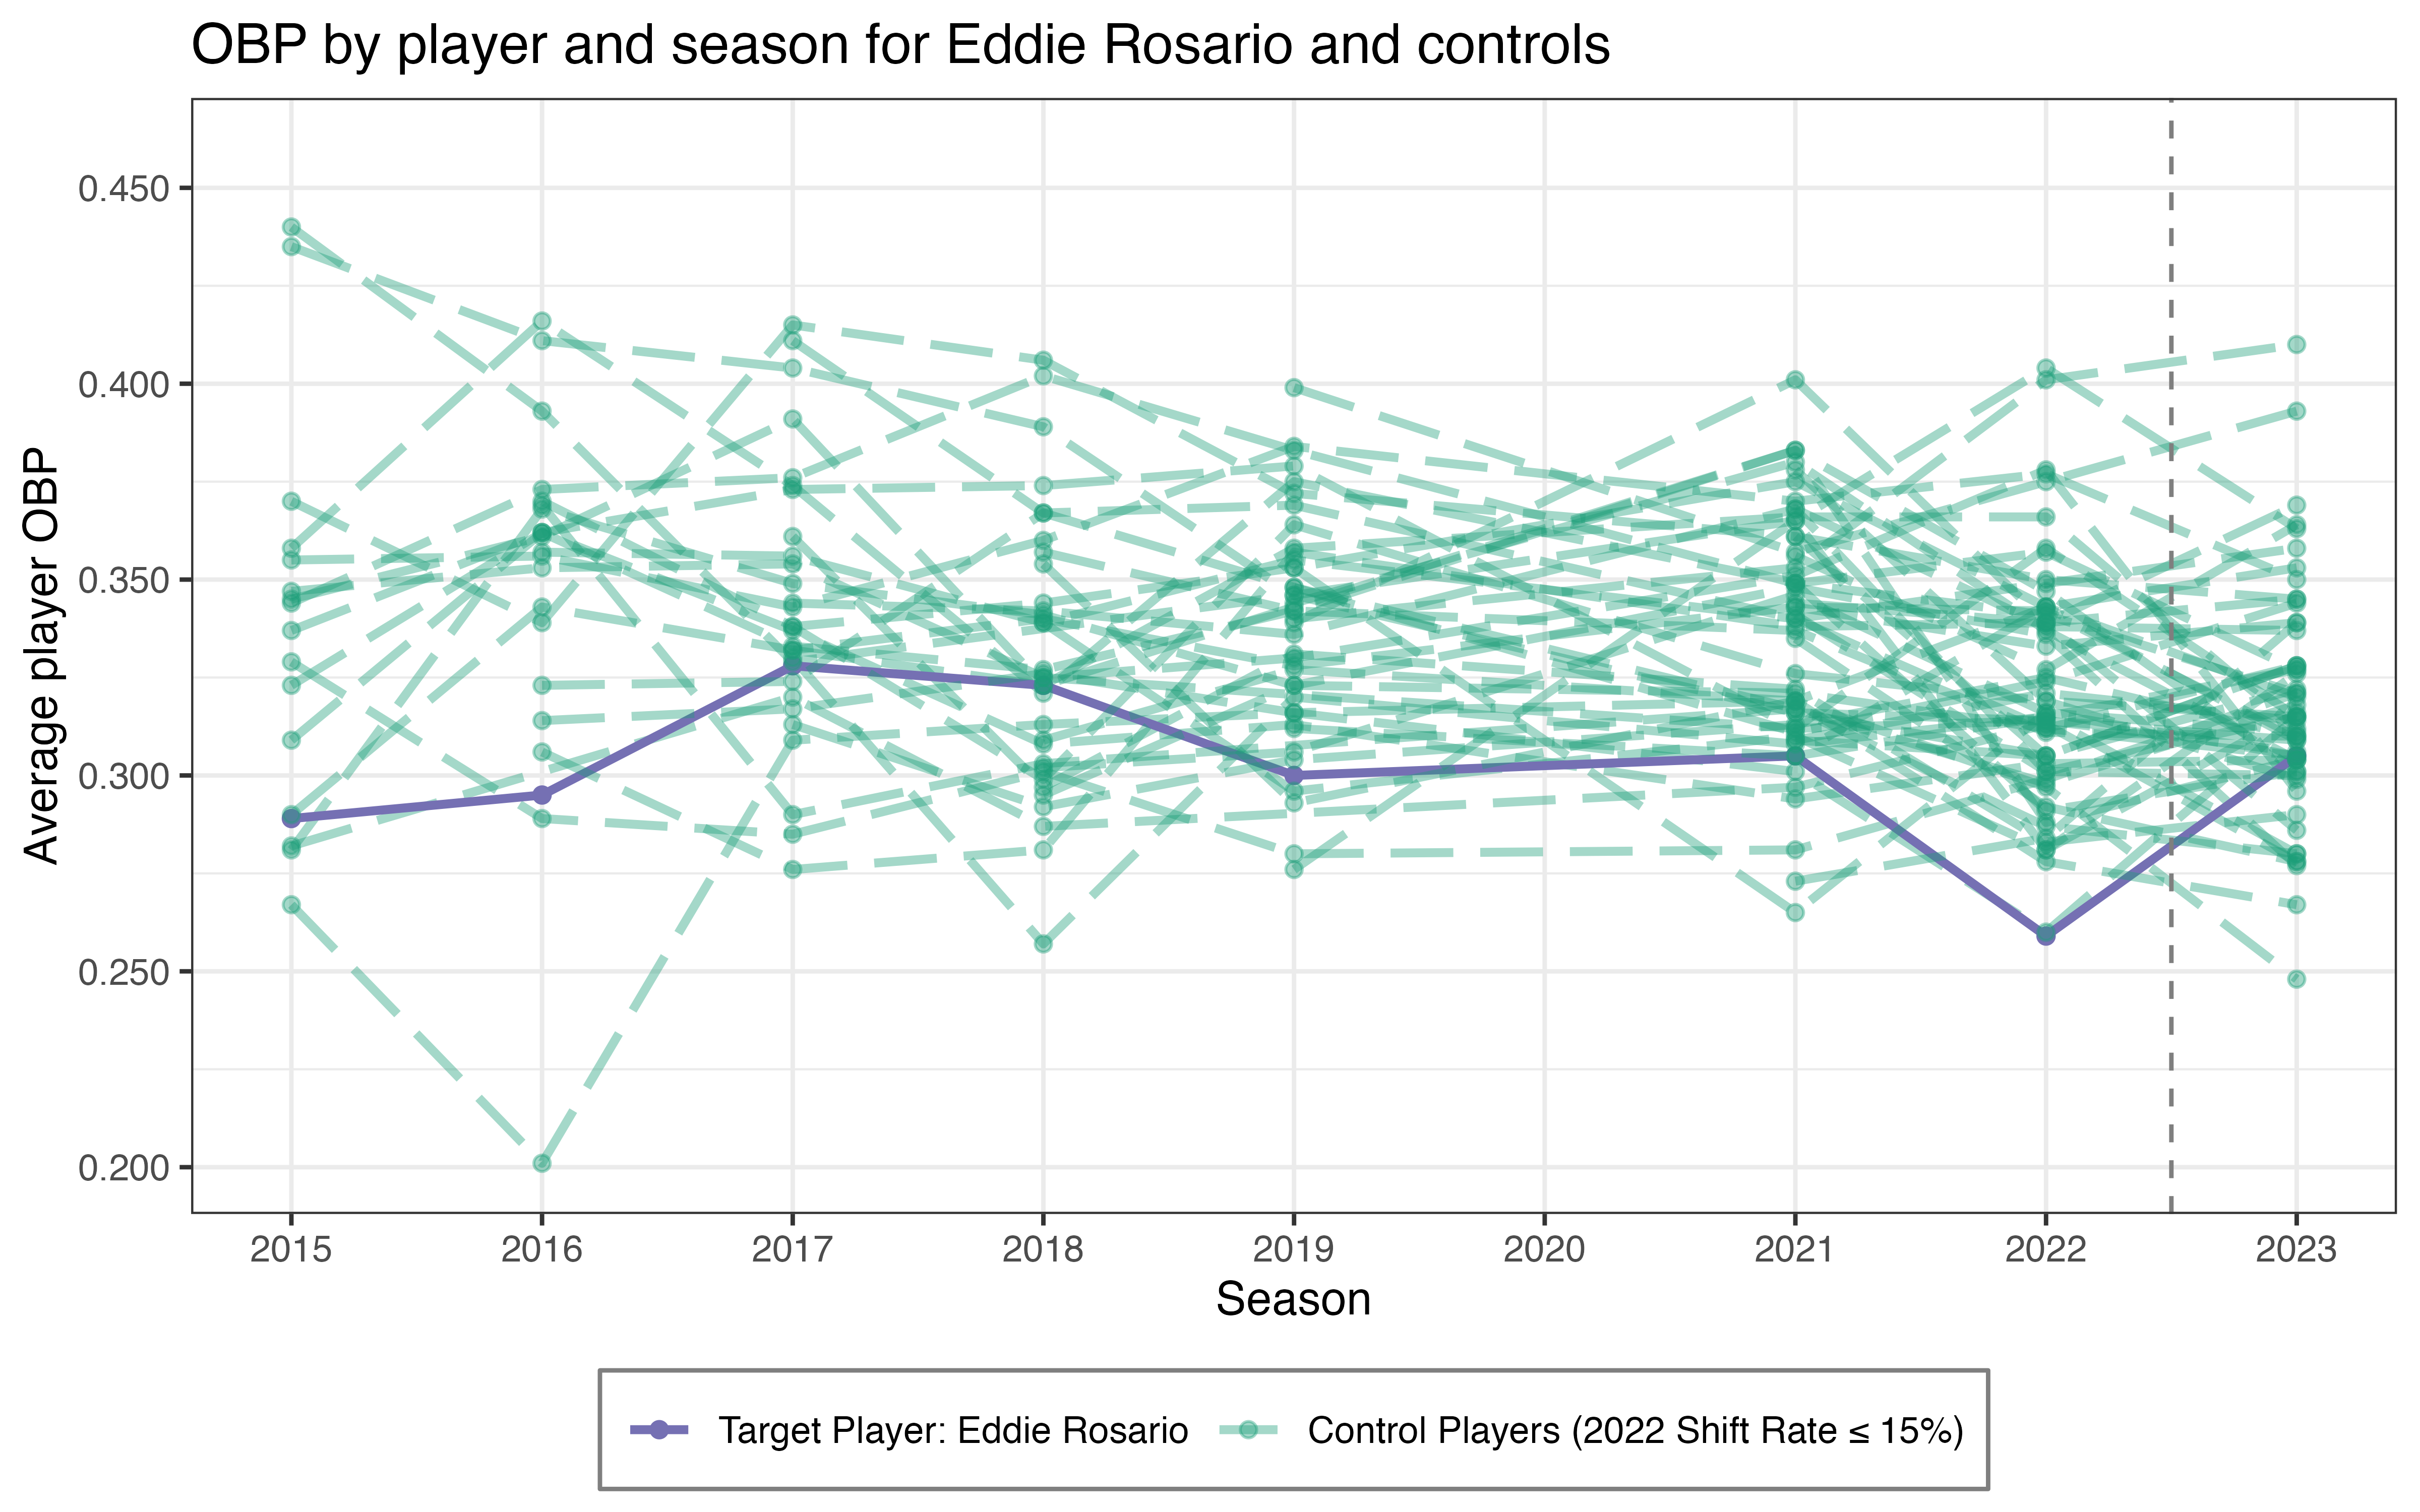 OBP by player and season for Eddie Rosario and controls
Average player OBP
0.450
0.400
0.350
0.300
0.250
0.200
2015 2016 2017 2018 2019 2020 2021 2022 2023
Season
Target Player: Eddie Rosario Control Players (2022 Shift Rate ≤ 15%)